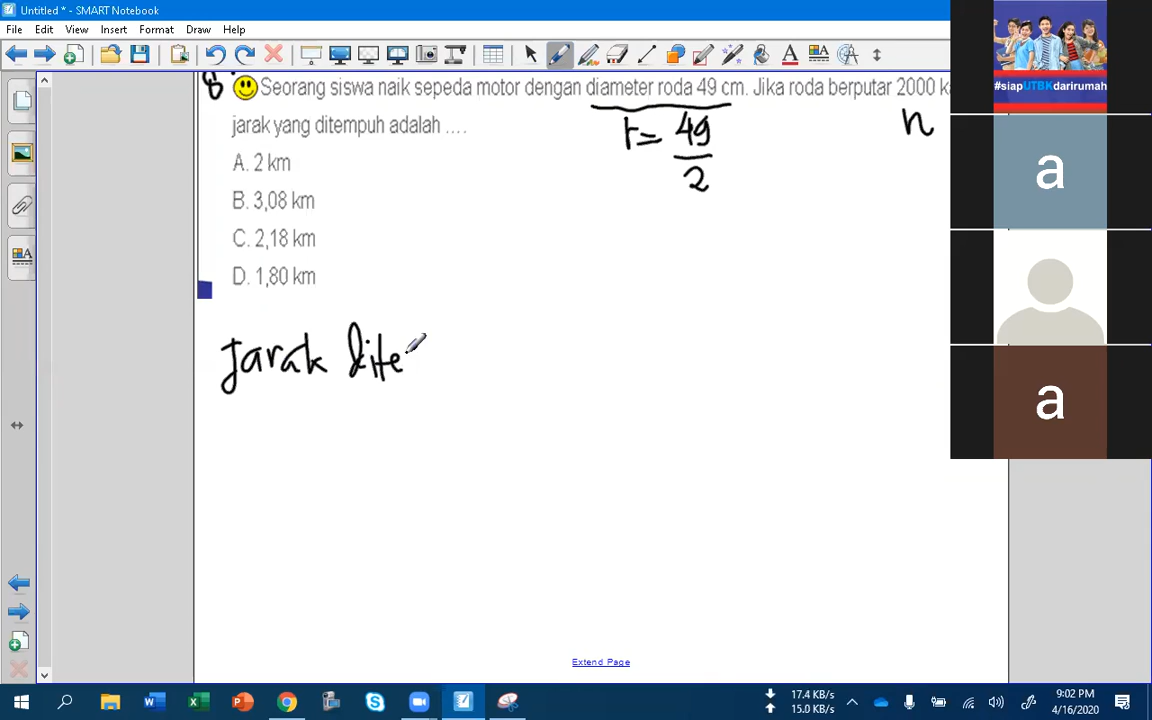 Untitled * - SMART Notebook
File Edit View Insert Format Draw Help
8. Seorang siswa naik sepeda motor dengan diameter roda 49 cm. Jika roda berputar 2000
jarak yang ditempuh adalah ....
r = 49
2
n
A. 2 km
B. 3,08 km
C. 2,18 km
D. 1,80 km
Jarak dite
Extend Page
#siapUTBKdarirumah
a
a
17.4 KB/s
15.0 KB/s
9:02 PM
4/16/2020